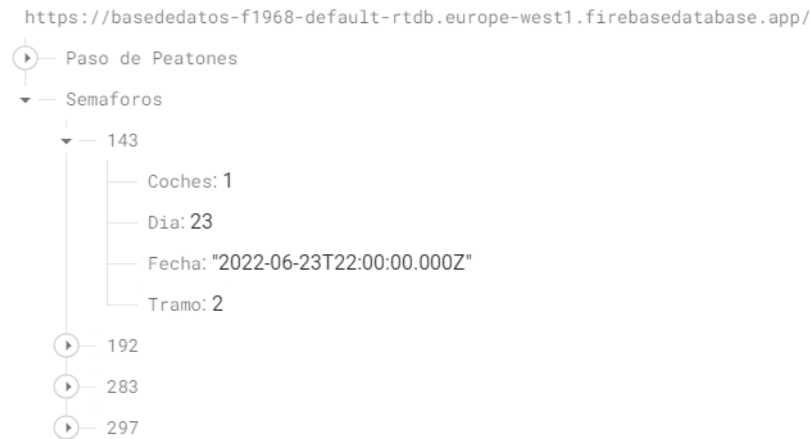 https://basededatos-f1968-default-rtdb.europe-west1.firebasedatabase.app/
Paso de Peatones
Semaforos
143
Coches: 1
Dia: 23
Fecha: "2022-06-23T22:00:00.000Z"
Tramo: 2
192
283
297